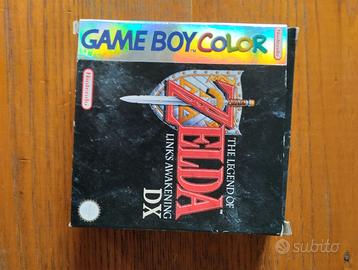 GAME BOY COLOR
Nintendo
Nintendo
THE LEGEND OF
ZELDA
LINK'S AWAKENING
DX
subito